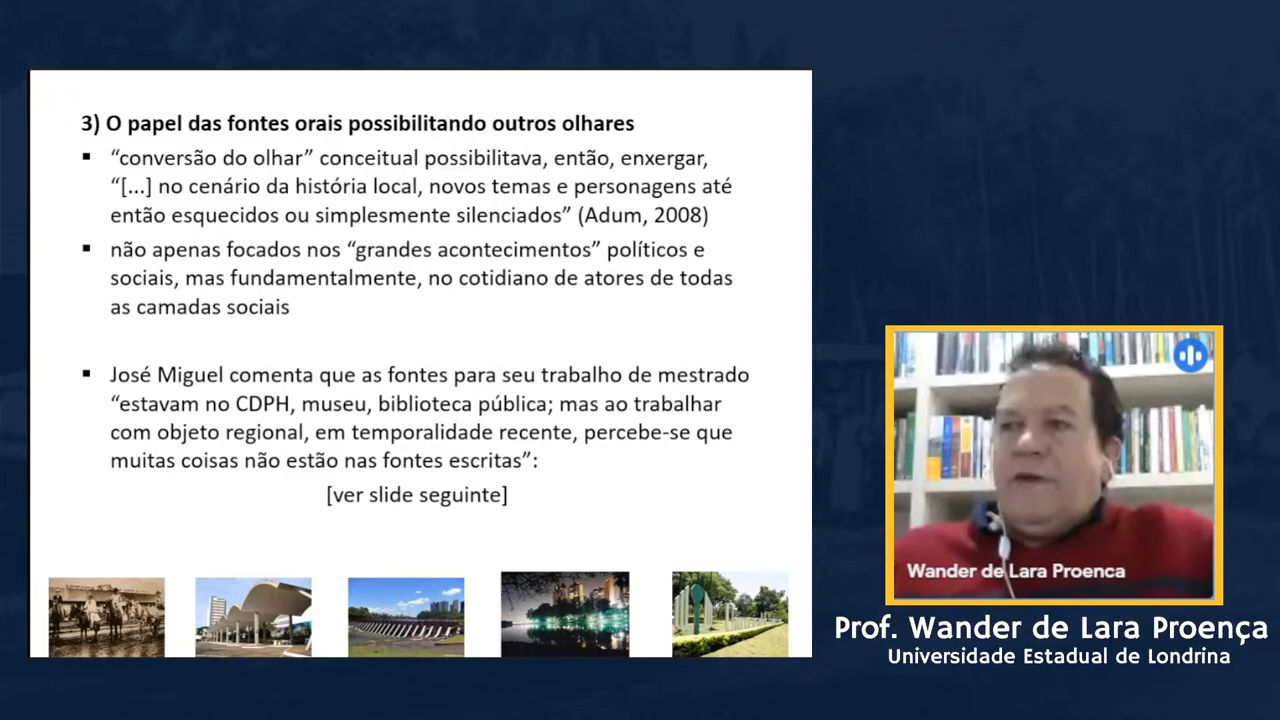 3) O papel das fontes orais possibilitando outros olhares
▪ “conversão do olhar” conceitual possibilitava, então, enxergar,
“[...] no cenário da história local, novos temas e personagens até
então esquecidos ou simplesmente silenciados” (Adum, 2008)
▪ não apenas focados nos “grandes acontecimentos” políticos e
sociais, mas fundamentalmente, no cotidiano de atores de todas
as camadas sociais
▪ José Miguel comenta que as fontes para seu trabalho de mestrado
“estavam no CDPH, museu, biblioteca pública; mas ao trabalhar
com objeto regional, em temporalidade recente, percebe-se que
muitas coisas não estão nas fontes escritas”:
[ver slide seguinte]
Wander de Lara Proenca
Prof. Wander de Lara Proença
Universidade Estadual de Londrina